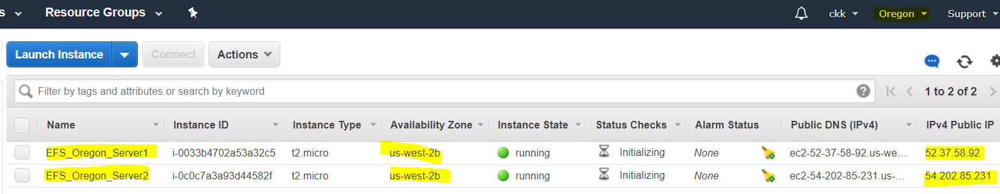 s Resource Groups ckk Oregon Support
Launch Instance Connect Actions
Filter by tags and attributes or search by keyword ? 1 to 2 of 2
Name Instance ID Instance Type Availability Zone Instance State Status Checks Alarm Status Public DNS (IPv4) IPv4 Public IP
EFS_Oregon_Server1 i-0033b4702a53a32c5 t2.micro us-west-2b running Initializing None ec2-52-37-58-92.us-we... 52.37.58.92
EFS_Oregon_Server2 i-0c0c7a3a93d44582f t2.micro us-west-2b running Initializing None ec2-54-202-85-231.us-... 54.202.85.231